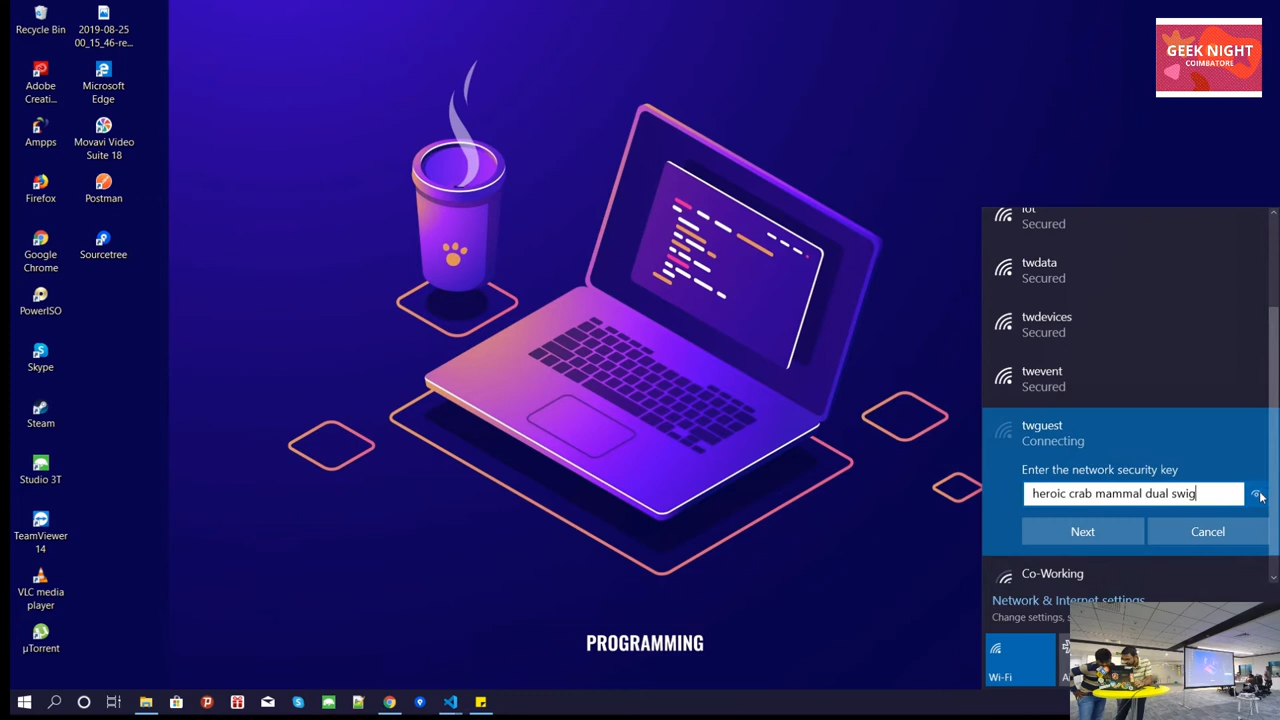 Recycle Bin
2019-08-25
00_15_46-re...
Adobe
Creati...
Microsoft
Edge
Ampps
Movavi Video
Suite 18
Firefox
Postman
Google
Chrome
Sourcetree
PowerISO
Skype
Steam
Studio 3T
TeamViewer
14
VLC media
player
µTorrent
PROGRAMMING
GEEK NIGHT
COIMBATORE
Secured
twdata
Secured
twdevices
Secured
twevent
Secured
twguest
Connecting
Enter the network security key
heroic crab mammal dual swig
Next
Cancel
Co-Working
Network & Internet settings
Change settings, s
Wi-Fi